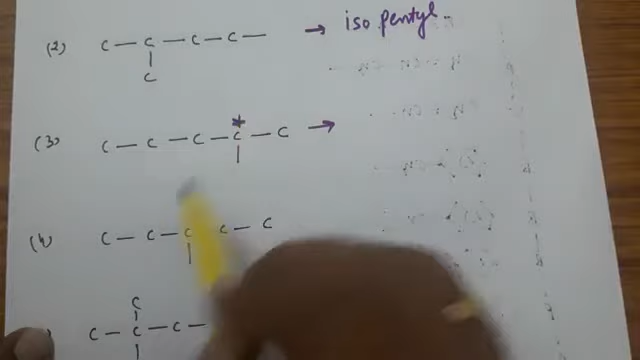 (2) C — C — C — C — → iso pentyl.
|
C
*
(3) C — C — C — C — C →
|
(4) C — C — C C — C
|
C
|
C — C — C —
|